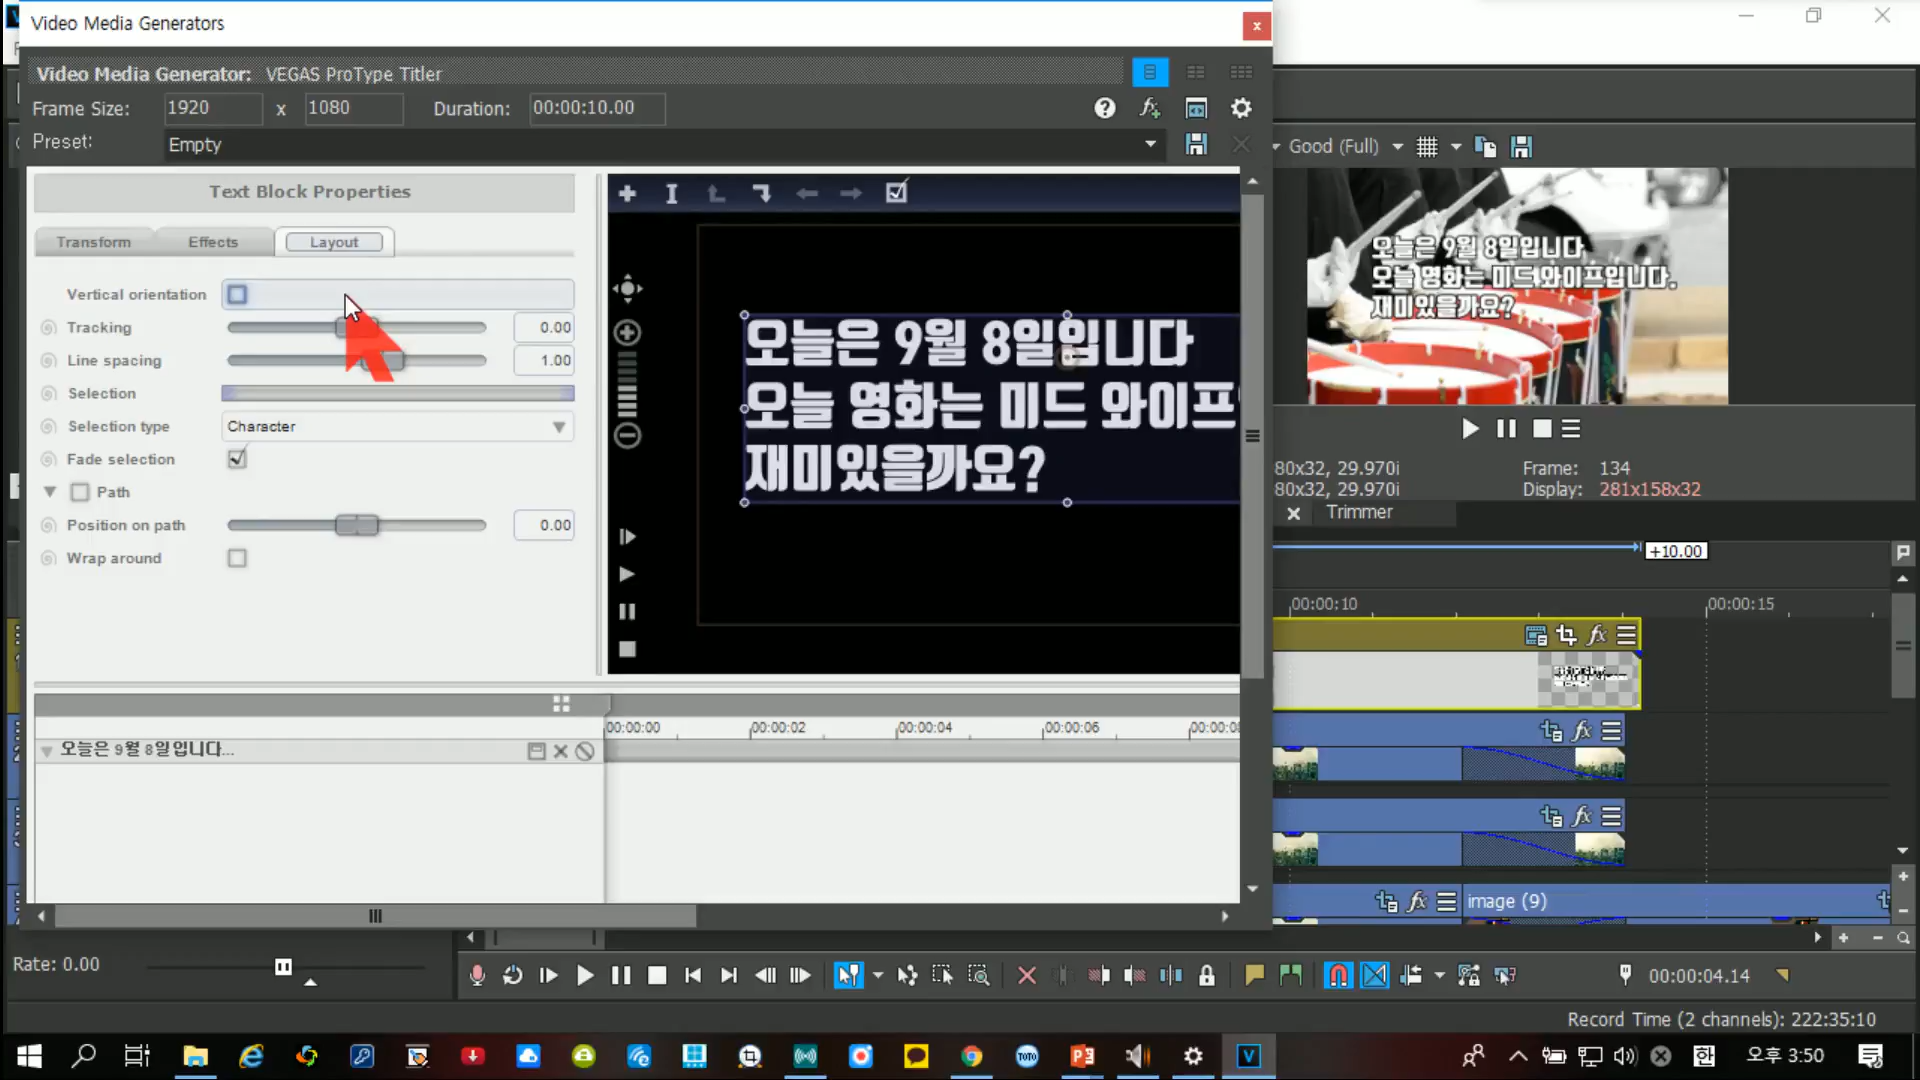 Video Media Generators
Video Media Generator: VEGAS ProType Titler
Frame Size: 1920 x 1080 Duration: 00:00:10.00
Preset: Empty
Text Block Properties
Transform Effects Layout
Vertical orientation
Tracking 0.00
Line spacing 1.00
Selection
Selection type Character
Fade selection
Path
Position on path 0.00
Wrap around
오늘은 9월 8일입니다
오늘 영화는 미드 와이프
재미있을까요?
00:00:00 00:00:02 00:00:04 00:00:06 00:00:0
오늘은 9월 8일입니다...
Good (Full)
오늘은 9월 8일입니다
오늘 영화는 미드 와이프입니다.
재미있을까요?
80x32, 29.970i Frame: 134
80x32, 29.970i Display: 281x158x32
Trimmer
+10.00
00:00:10 00:00:15
image (9)
Rate: 0.00
00:00:04.14
Record Time (2 channels): 222:35:10
TOTO
한
오후 3:50